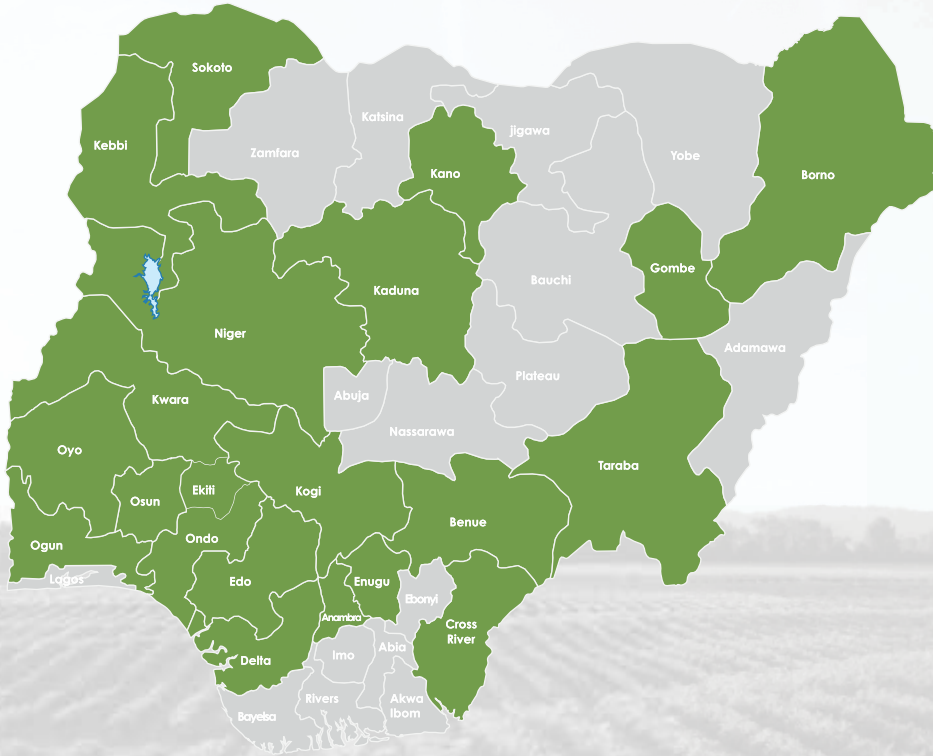 Sokoto
Katsina
jigawa
Kebbi
Zamfara
Yobe
Kano
Borno
Gombe
Bauchi
Kaduna
Niger
Adamawa
Plateau
Abuja
Kwara
Nassarawa
Oyo
Taraba
Ekiti
Kogi
Osun
Benue
Ondo
Ogun
Lagos
Edo
Enugu
Ebonyi
Anambra
Cross
River
Abia
Imo
Delta
Rivers
Akwa
Ibom
Bayelsa